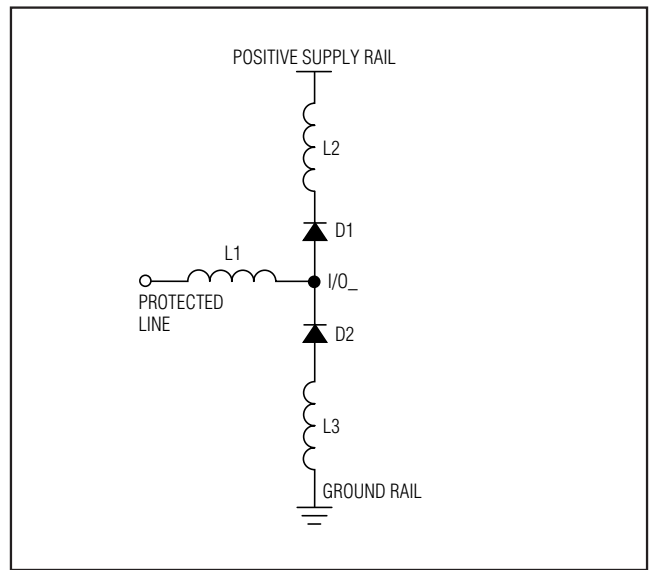 POSITIVE SUPPLY RAIL
L2
D1
L1
I/O_
PROTECTED
LINE
D2
L3
GROUND RAIL